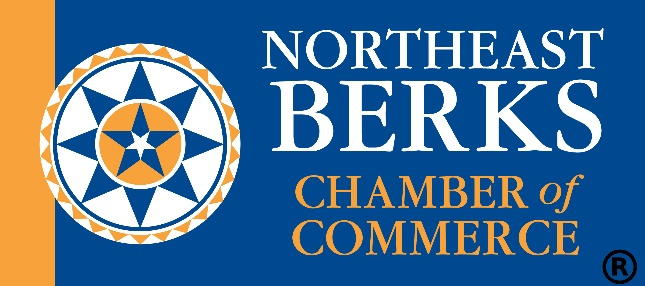 NORTHEAST
BERKS
CHAMBER of
COMMERCE
®